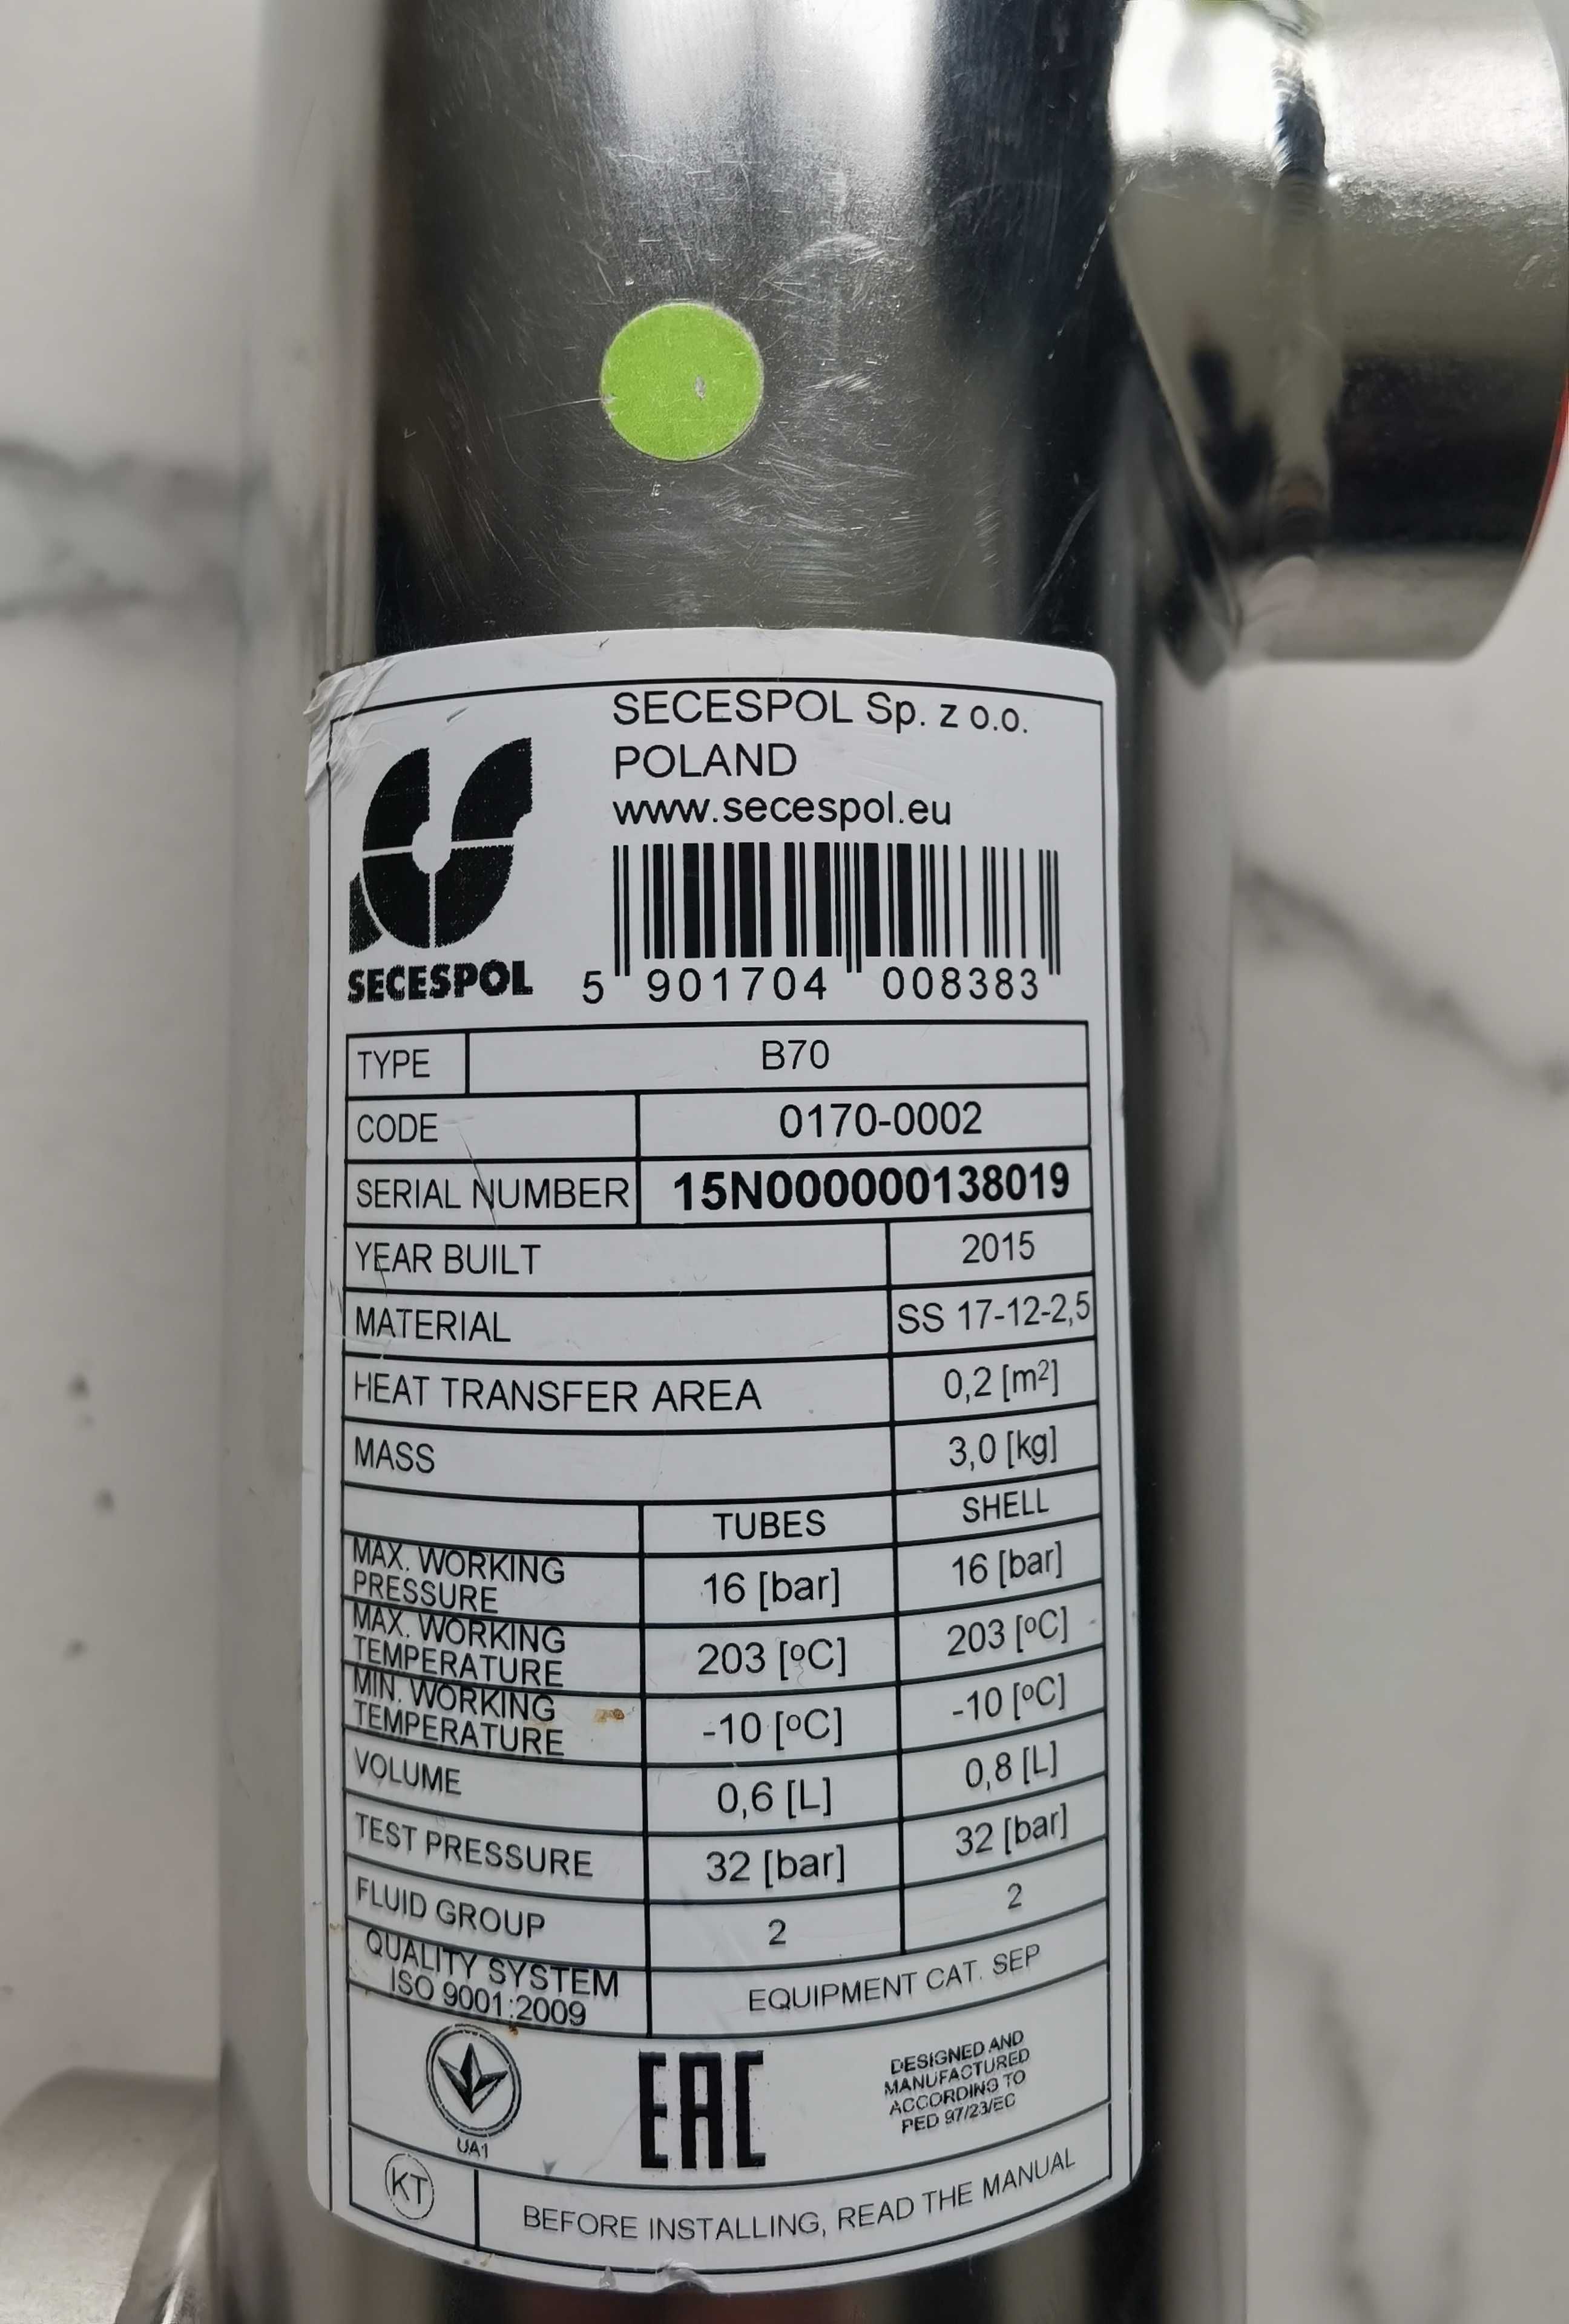 SECESPOL Sp. z o.o.
POLAND
www.secespol.eu
SECESPOL
5 901704 008383
TYPE B70
CODE 0170-0002
SERIAL NUMBER 15N000000138019
YEAR BUILT 2015
MATERIAL SS 17-12-2,5
HEAT TRANSFER AREA 0,2 [m²]
MASS 3,0 [kg]
TUBES SHELL
MAX. WORKING
PRESSURE 16 [bar] 16 [bar]
MAX. WORKING
TEMPERATURE 203 [ºC] 203 [ºC]
MIN. WORKING
TEMPERATURE -10 [ºC] -10 [ºC]
VOLUME 0,6 [L] 0,8 [L]
TEST PRESSURE 32 [bar] 32 [bar]
FLUID GROUP 2 2
QUALITY SYSTEM
ISO 9001:2009
EQUIPMENT CAT. SEP
UA1
EAC
DESIGNED AND
MANUFACTURED
ACCORDING TO
PED 97/23/EC
KT
BEFORE INSTALLING, READ THE MANUAL